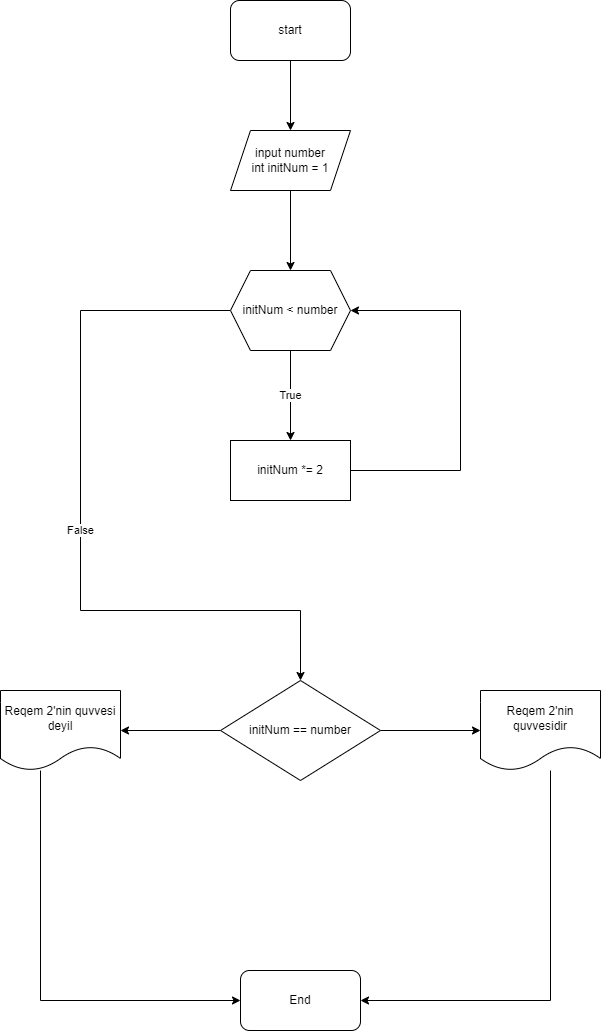 start
input number
int initNum = 1
initNum < number
True
initNum *= 2
False
Reqem 2'nin quvvesi
deyil
initNum == number
Reqem 2'nin
quvvesidir
End